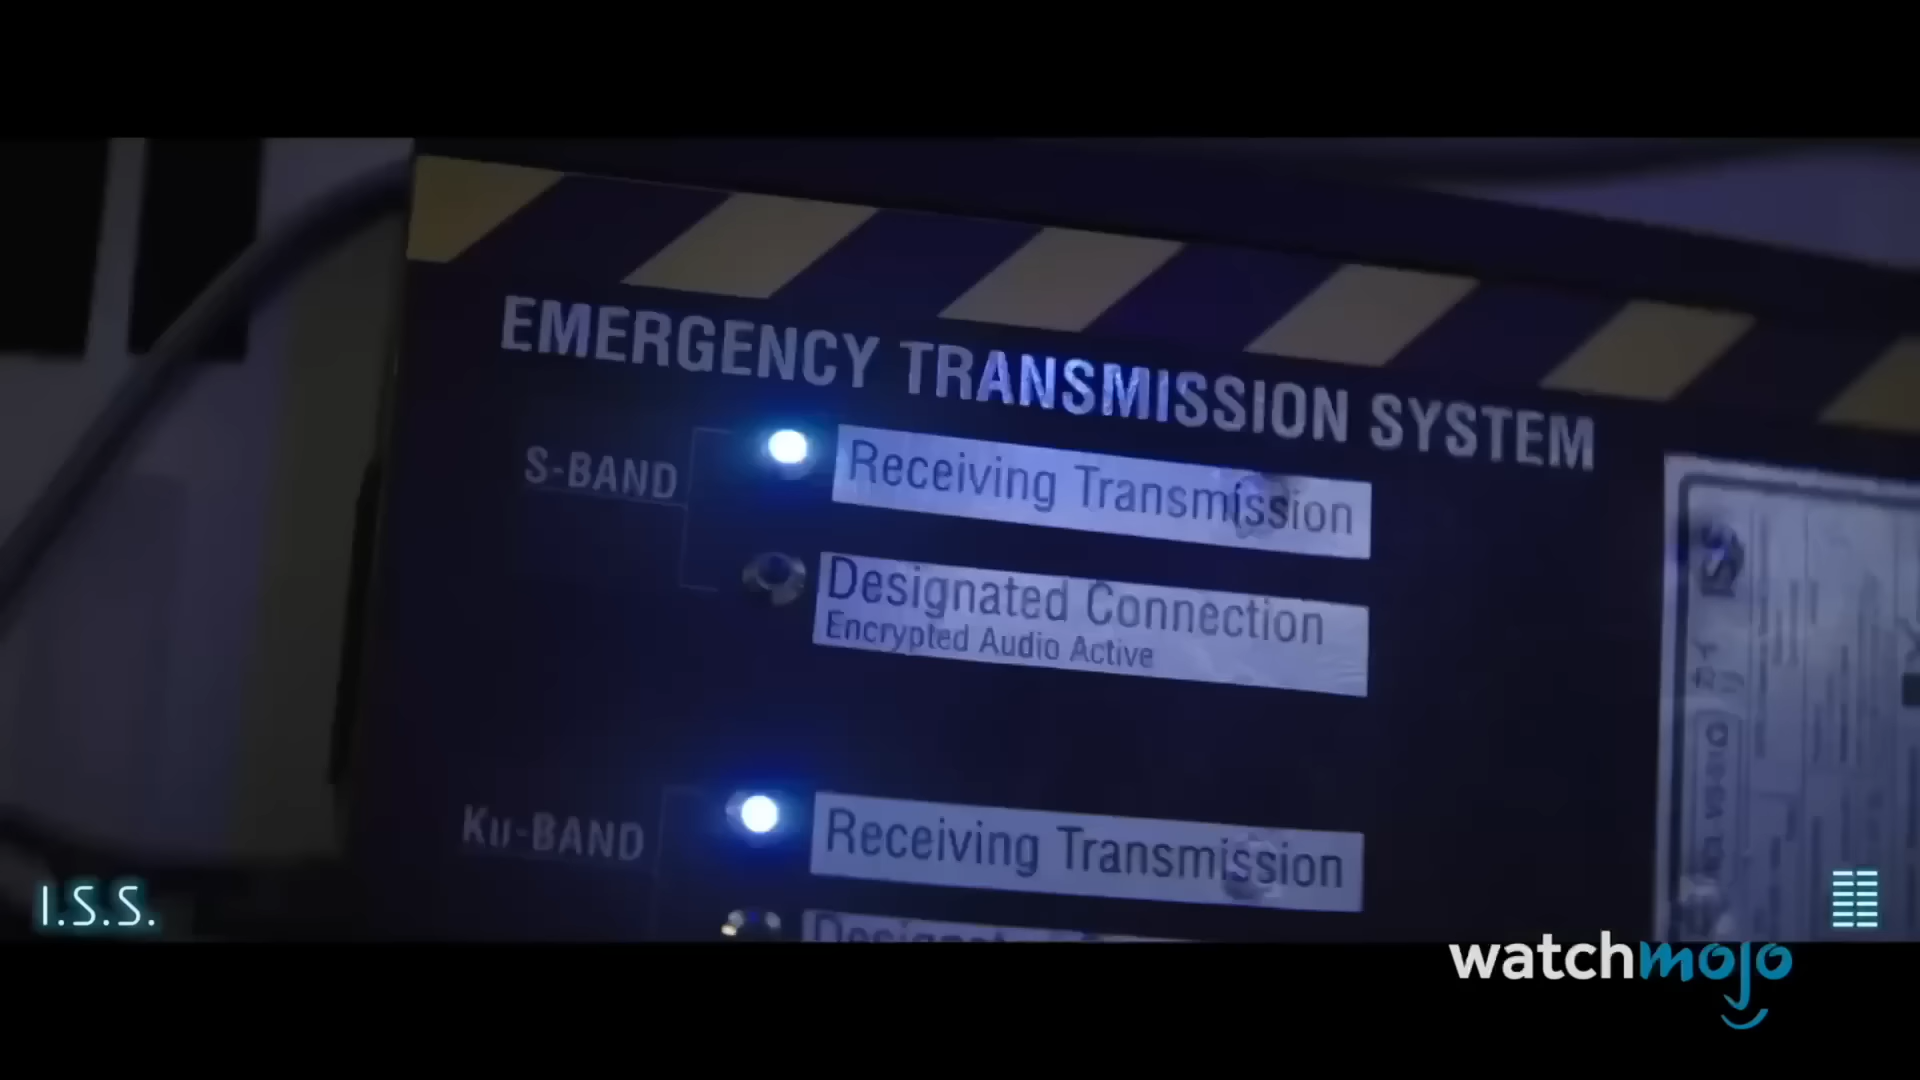 EMERGENCY TRANSMISSION SYSTEM
S-BAND
Receiving Transmission
Designated Connection
Encrypted Audio Active
Ku-BAND
Receiving Transmission
I.S.S.
watchmojo